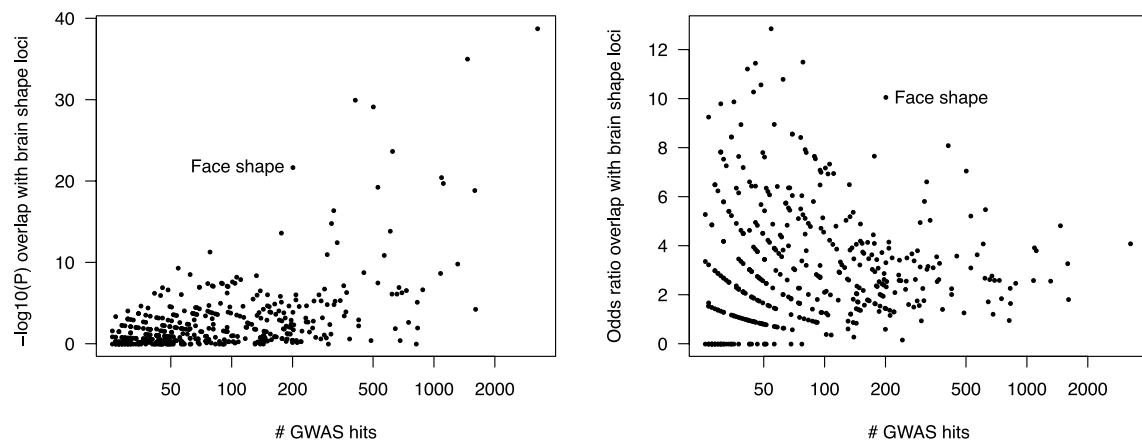 −log10(P) overlap with brain shape loci
40
30
20
10
0
Face shape
50 100 200 500 1000 2000
# GWAS hits
Odds ratio overlap with brain shape loci
12
10
8
6
4
2
0
Face shape
50 100 200 500 1000 2000
# GWAS hits